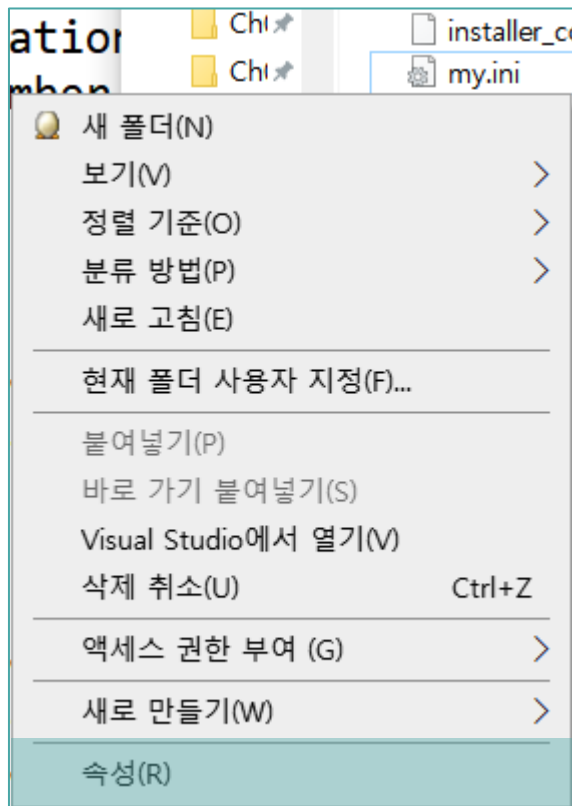 Ch
installer_c
Ch
my.ini
새 폴더(N)
보기(V)
정렬 기준(O)
분류 방법(P)
새로 고침(E)
현재 폴더 사용자 지정(F)...
붙여넣기(P)
바로 가기 붙여넣기(S)
Visual Studio에서 열기(V)
삭제 취소(U) Ctrl+Z
액세스 권한 부여 (G)
새로 만들기(W)
속성(R)